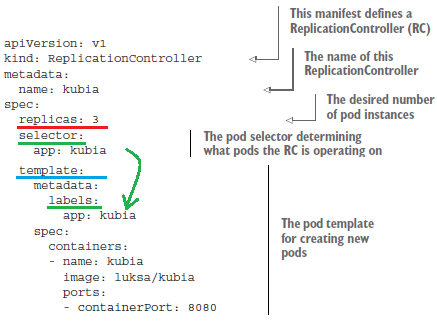 This manifest defines a
ReplicationController (RC)
apiVersion: v1
kind: ReplicationController
The name of this
ReplicationController
metadata:
name: kubia
spec:
The desired number
of pod instances
replicas: 3
selector:
app: kubia
The pod selector determining
what pods the RC is operating on
template:
metadata:
labels:
app: kubia
spec:
containers:
- name: kubia
image: luksa/kubia
ports:
- containerPort: 8080
The pod template
for creating new
pods